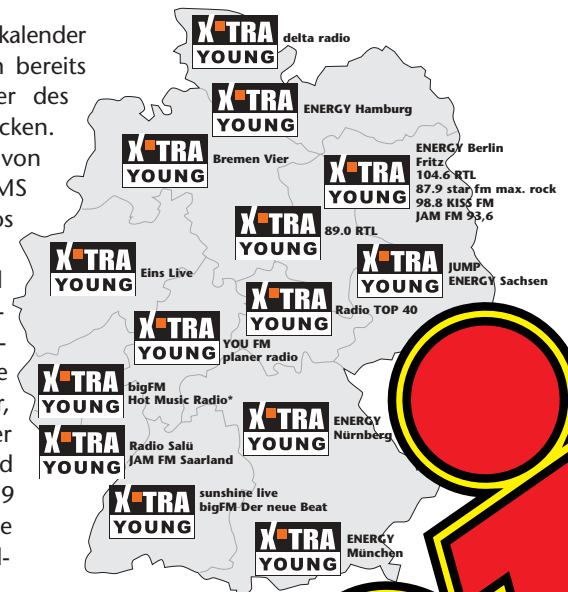 kalender
bereits
er des
cken.
von
MS
os
-
e
r,
er
d
9
e
l-
X·TRA
YOUNG
delta radio
X·TRA
YOUNG
ENERGY Hamburg
X·TRA
YOUNG
Bremen Vier
X·TRA
YOUNG
ENERGY Berlin
Fritz
104.6 RTL
87.9 star fm max. rock
98.8 KISS FM
JAM FM 93,6
X·TRA
YOUNG
89.0 RTL
X·TRA
YOUNG
Eins Live
X·TRA
YOUNG
JUMP
ENERGY Sachsen
X·TRA
YOUNG
Radio TOP 40
X·TRA
YOUNG
YOU FM
planer radio
X·TRA
YOUNG
bigFM
Hot Music Radio*
X·TRA
YOUNG
ENERGY
Nürnberg
X·TRA
YOUNG
Radio Salü
JAM FM Saarland
X·TRA
YOUNG
sunshine live
bigFM Der neue Beat
X·TRA
YOUNG
ENERGY
München